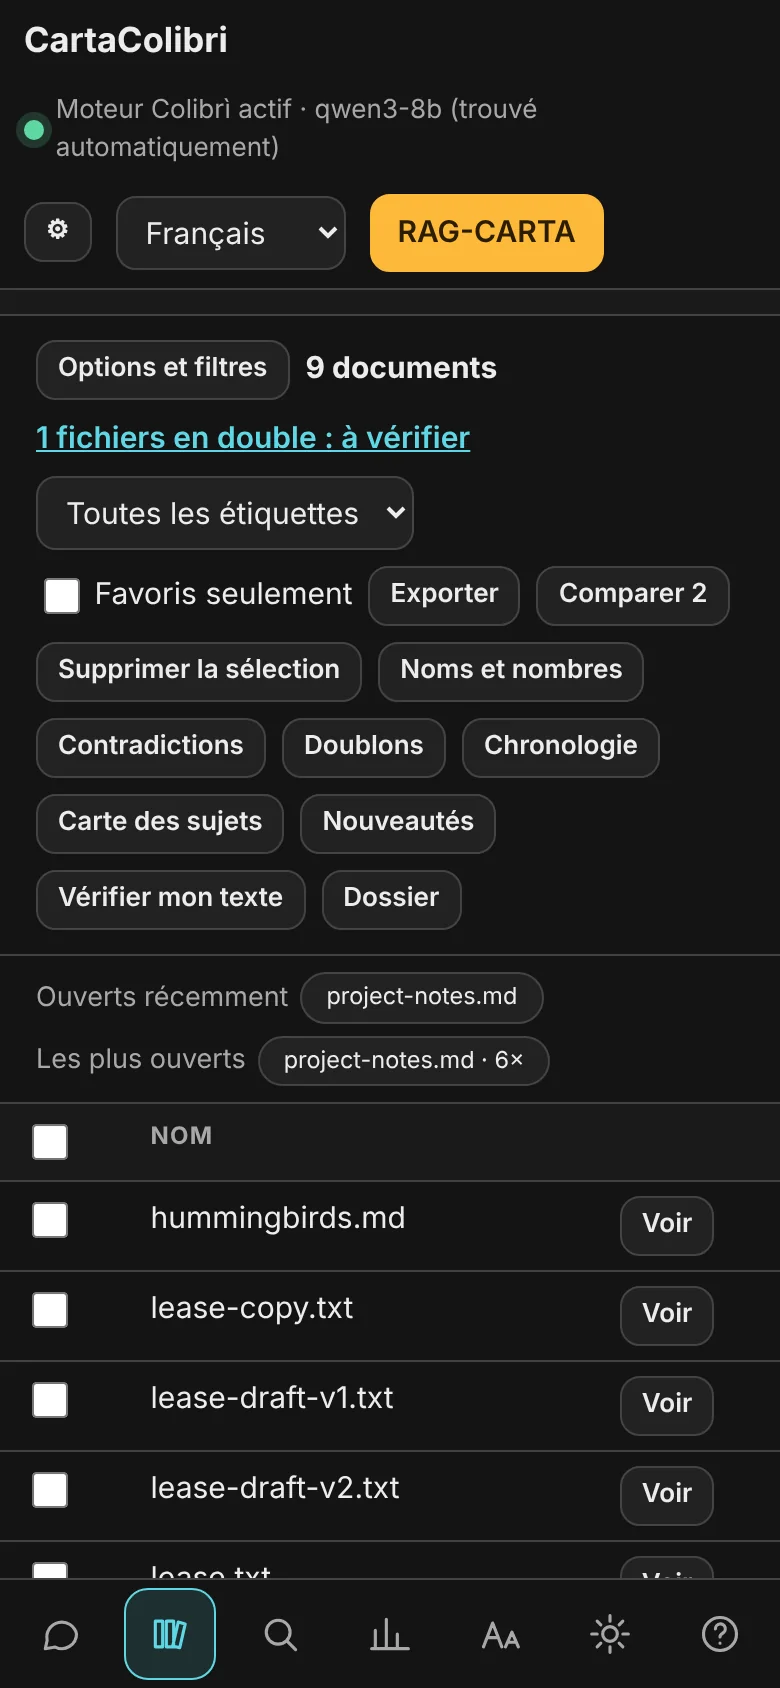 CartaColibri
Moteur Colibrì actif · qwen3-8b (trouvé
automatiquement)
Français
RAG-CARTA
Options et filtres
9 documents
1 fichiers en double : à vérifier
Toutes les étiquettes
Favoris seulement
Exporter
Comparer 2
Supprimer la sélection
Noms et nombres
Contradictions
Doublons
Chronologie
Carte des sujets
Nouveautés
Vérifier mon texte
Dossier
Ouverts récemment
project-notes.md
Les plus ouverts
project-notes.md · 6×
NOM
hummingbirds.md
Voir
lease-copy.txt
Voir
lease-draft-v1.txt
Voir
lease-draft-v2.txt
Voir
lease.txt
Voir
AA